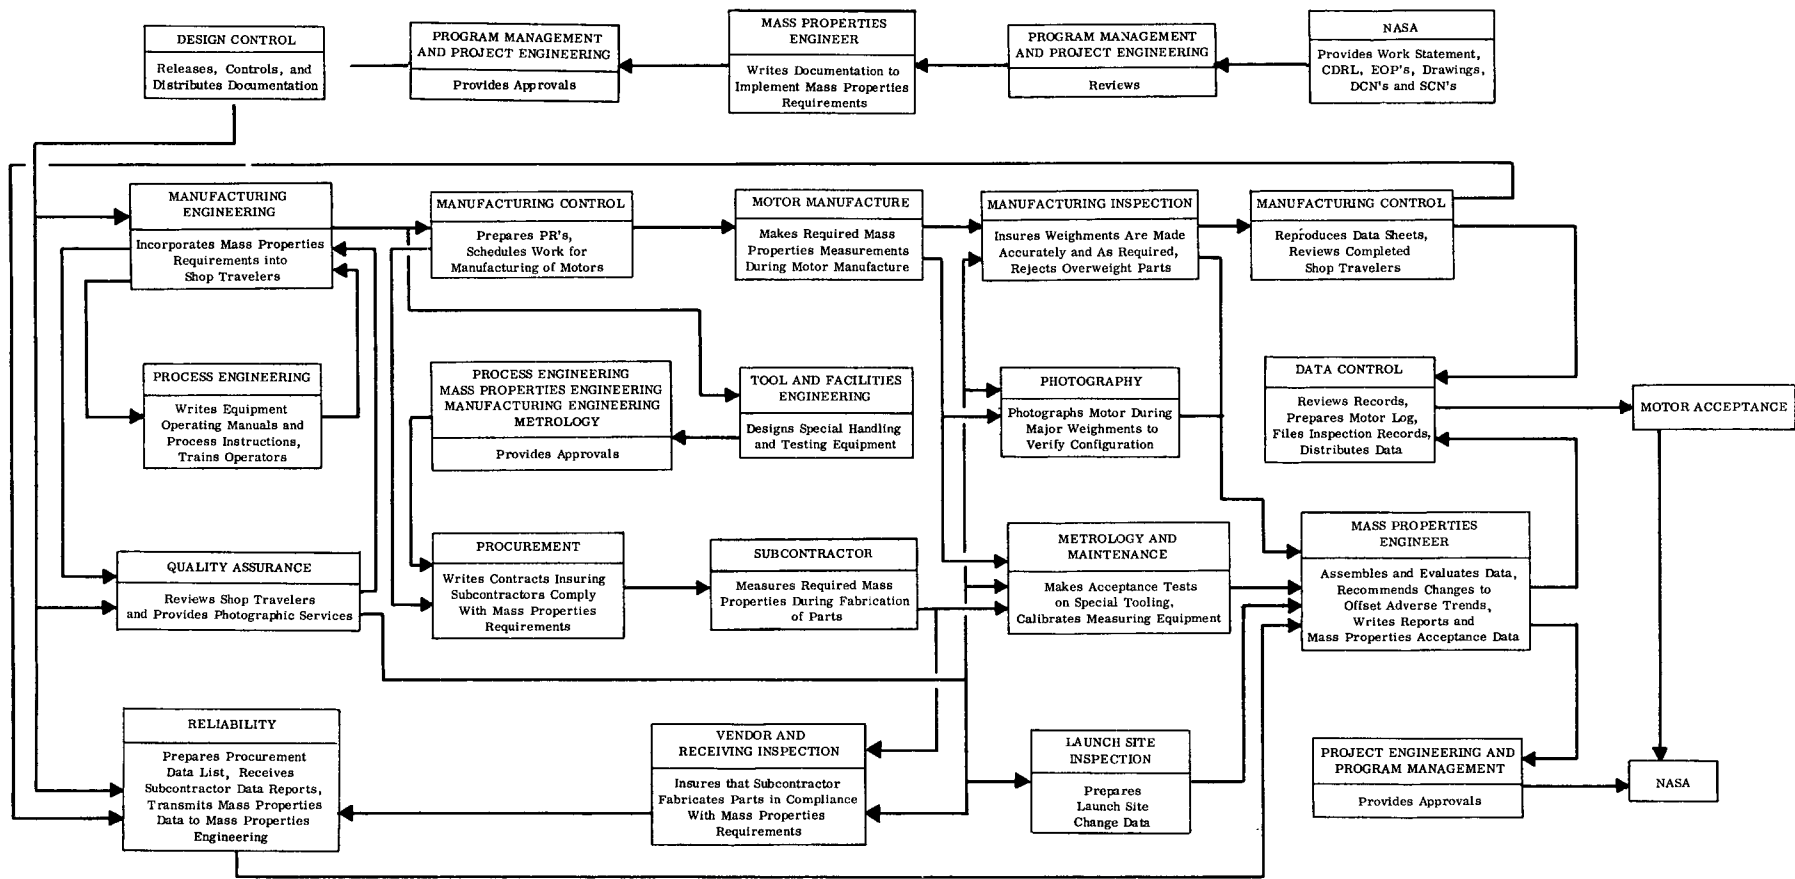 DESIGN CONTROL
Releases, Controls, and
Distributes Documentation
PROGRAM MANAGEMENT
AND PROJECT ENGINEERING
Provides Approvals
MASS PROPERTIES
ENGINEER
Writes Documentation to
Implement Mass Properties
Requirements
PROGRAM MANAGEMENT
AND PROJECT ENGINEERING
Reviews
NASA
Provides Work Statement,
CDRL, EOP's, Drawings,
DCN's and SCN's
MANUFACTURING
ENGINEERING
Incorporates Mass Properties
Requirements into
Shop Travelers
MANUFACTURING CONTROL
Prepares PR's,
Schedules Work for
Manufacturing of Motors
MOTOR MANUFACTURE
Makes Required Mass
Properties Measurements
During Motor Manufacture
MANUFACTURING INSPECTION
Insures Weighments Are Made
Accurately and As Required,
Rejects Overweight Parts
MANUFACTURING CONTROL
Reproduces Data Sheets,
Reviews Completed
Shop Travelers
PROCESS ENGINEERING
Writes Equipment
Operating Manuals and
Process Instructions,
Trains Operators
PROCESS ENGINEERING
MASS PROPERTIES ENGINEERING
MANUFACTURING ENGINEERING
METROLOGY
Provides Approvals
TOOL AND FACILITIES
ENGINEERING
Designs Special Handling
and Testing Equipment
PHOTOGRAPHY
Photographs Motor During
Major Weighments to
Verify Configuration
DATA CONTROL
Reviews Records,
Prepares Motor Log,
Files Inspection Records,
Distributes Data
MOTOR ACCEPTANCE
QUALITY ASSURANCE
Reviews Shop Travelers
and Provides Photographic Services
PROCUREMENT
Writes Contracts Insuring
Subcontractors Comply
With Mass Properties
Requirements
SUBCONTRACTOR
Measures Required Mass
Properties During Fabrication
of Parts
METROLOGY AND
MAINTENANCE
Makes Acceptance Tests
on Special Tooling,
Calibrates Measuring Equipment
MASS PROPERTIES
ENGINEER
Assembles and Evaluates Data,
Recommends Changes to
Offset Adverse Trends,
Writes Reports and
Mass Properties Acceptance Data
RELIABILITY
Prepares Procurement
Data List, Receives
Subcontractor Data Reports,
Transmits Mass Properties
Data to Mass Properties
Engineering
VENDOR AND
RECEIVING INSPECTION
Insures that Subcontractor
Fabricates Parts in Compliance
With Mass Properties
Requirements
LAUNCH SITE
INSPECTION
Prepares
Launch Site
Change Data
PROJECT ENGINEERING AND
PROGRAM MANAGEMENT
Provides Approvals
NASA